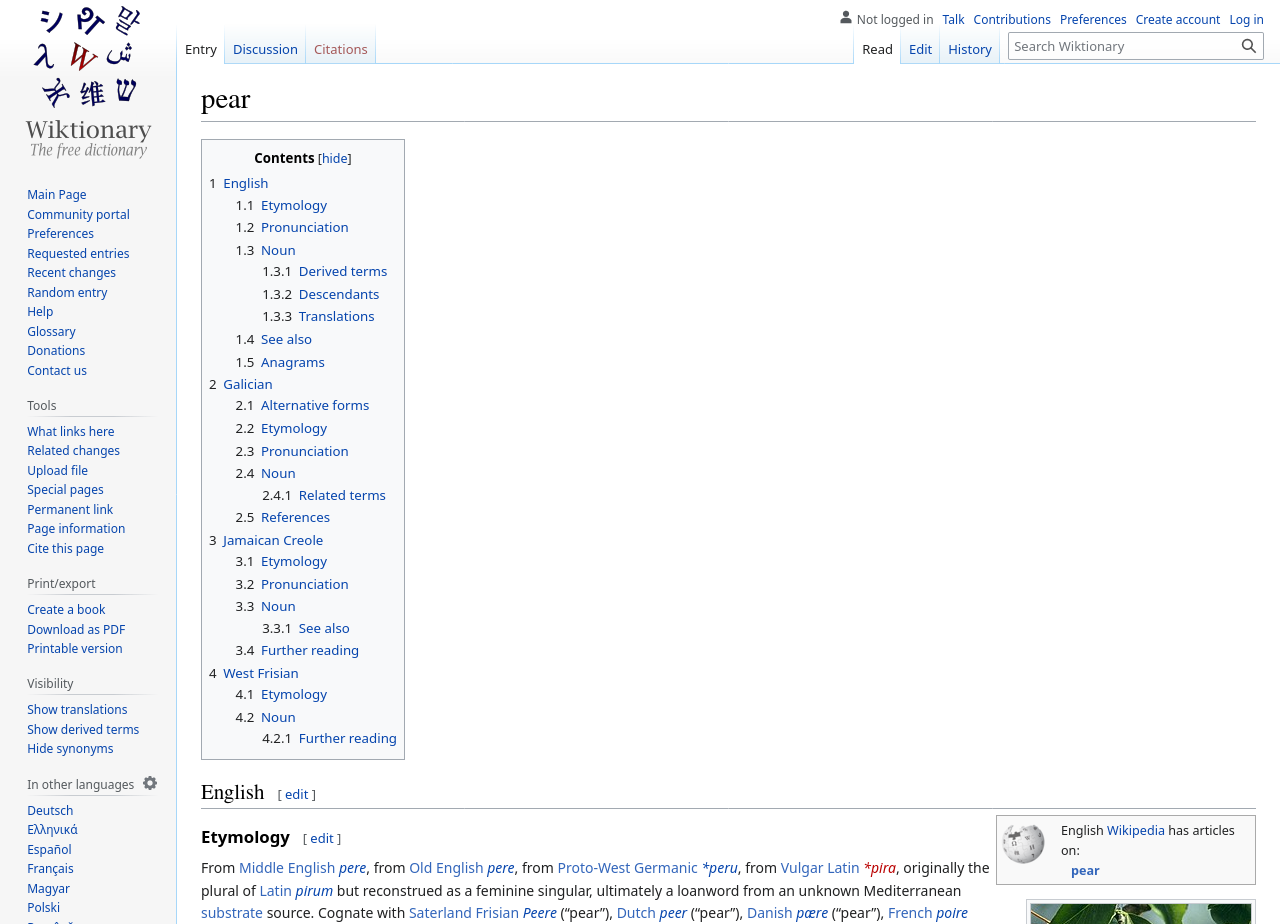 Not logged in Talk Contributions Preferences Create account Log in
Entry Discussion Citations Read Edit History Search Wiktionary
Wiktionary
The free dictionary
Main Page
Community portal
Preferences
Requested entries
Recent changes
Random entry
Help
Glossary
Donations
Contact us
Tools
What links here
Related changes
Upload file
Special pages
Permanent link
Page information
Cite this page
Print/export
Create a book
Download as PDF
Printable version
Visibility
Show translations
Show derived terms
Hide synonyms
In other languages
Deutsch
Ελληνικά
Español
Français
Magyar
Polski
pear
Contents [hide]
1 English
1.1 Etymology
1.2 Pronunciation
1.3 Noun
1.3.1 Derived terms
1.3.2 Descendants
1.3.3 Translations
1.4 See also
1.5 Anagrams
2 Galician
2.1 Alternative forms
2.2 Etymology
2.3 Pronunciation
2.4 Noun
2.4.1 Related terms
2.5 References
3 Jamaican Creole
3.1 Etymology
3.2 Pronunciation
3.3 Noun
3.3.1 See also
3.4 Further reading
4 West Frisian
4.1 Etymology
4.2 Noun
4.2.1 Further reading
English [ edit ]
English Wikipedia has articles
on:
pear
Etymology [ edit ]
From Middle English pere, from Old English pere, from Proto-West Germanic *peru, from Vulgar Latin *pira, originally the
plural of Latin pirum but reconstrued as a feminine singular, ultimately a loanword from an unknown Mediterranean
substrate source. Cognate with Saterland Frisian Peere (“pear”), Dutch peer (“pear”), Danish pære (“pear”), French poire